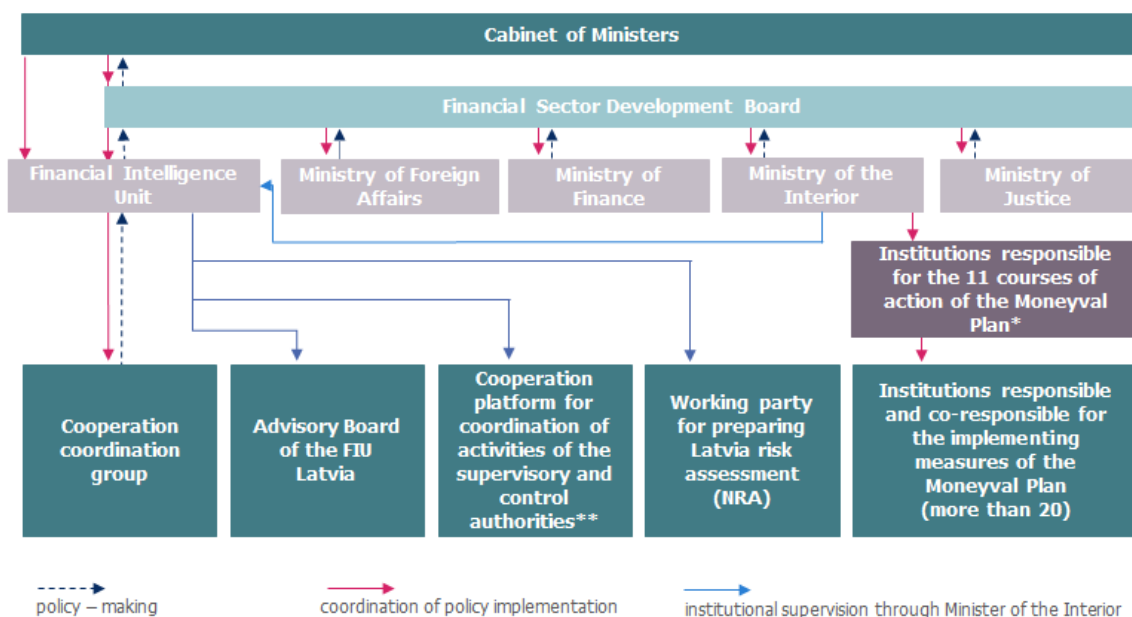 Cabinet of Ministers
Financial Sector Development Board
Financial Intelligence
Unit
Ministry of Foreign
Affairs
Ministry of
Finance
Ministry of the
Interior
Ministry of
Justice
Institutions responsible
for the 11 courses of
action of the Moneyval
Plan*
Cooperation
coordination
group
Advisory Board
of the FIU
Latvia
Cooperation
platform for
coordination of
activities of the
supervisory and
control
authorities**
Working party
for preparing
Latvia risk
assessment
(NRA)
Institutions responsible
and co-responsible for
the implementing
measures of the
Moneyval Plan
(more than 20)
policy – making
coordination of policy implementation
institutional supervision through Minister of the Interior